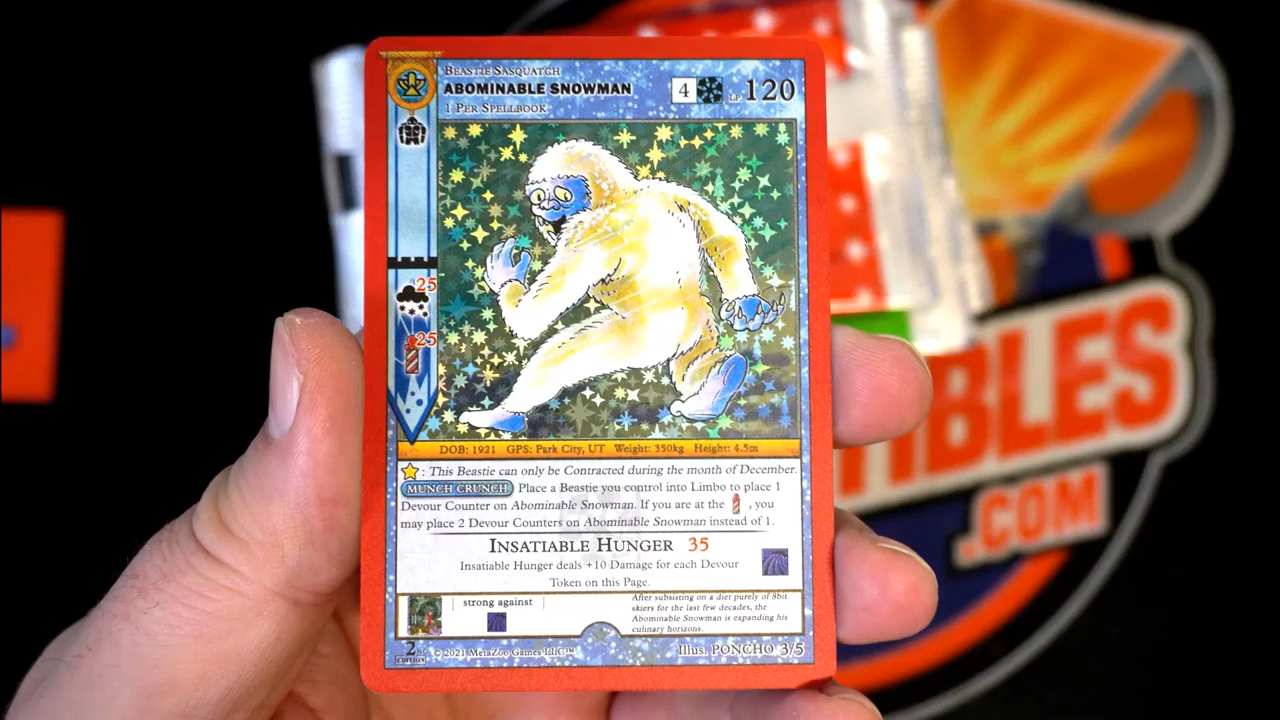 BEASTIE SASQUATCH
ABOMINABLE SNOWMAN
1 PER SPELLBOOK
4
LP 120
25
25
DOB: 1921 GPS: Park City, UT Weight: 350kg Height: 4.5m
: This Beastie can only be Contracted during the month of December.
MUNCH CRUNCH Place a Beastie you control into Limbo to place 1
Devour Counter on Abominable Snowman. If you are at the , you
may place 2 Devour Counters on Abominable Snowman instead of 1.
INSATIABLE HUNGER 35
Insatiable Hunger deals +10 Damage for each Devour
Token on this Page.
strong against
After subsisting on a diet purely of 8bit
skiers for the last few decades, the
Abominable Snowman is expanding his
culinary horizons.
2ND
EDITION
© 2021 MetaZoo Games LLC™
Illus. PONCHO 3/5
TIBLES
.COM